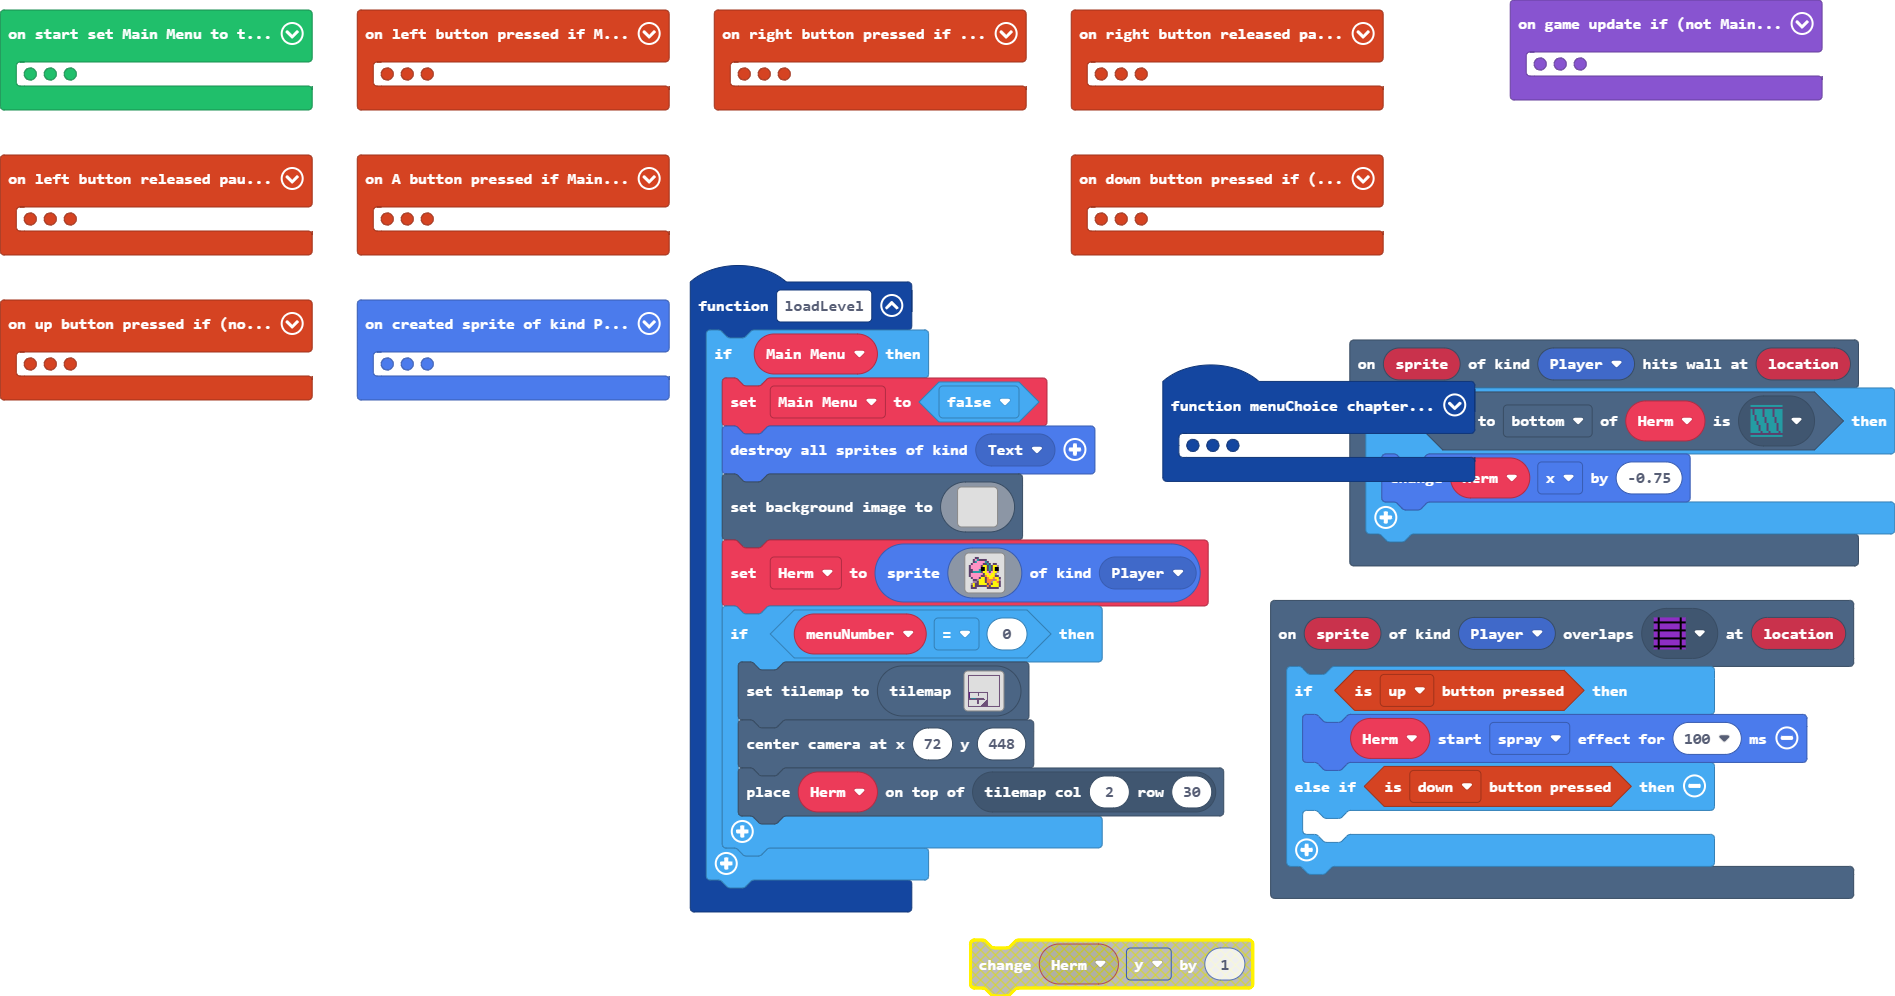 on start set Main Menu to t...
on left button pressed if M...
on right button pressed if ...
on right button released pa...
on game update if (not Main...
on left button released pau...
on A button pressed if Main...
on down button pressed if (...
on up button pressed if (no...
on created sprite of kind P...
function loadLevel
if Main Menu then
set Main Menu to false
destroy all sprites of kind Text
set background image to
set Herm to sprite of kind Player
if menuNumber = 0 then
set tilemap to tilemap
center camera at x 72 y 448
place Herm on top of tilemap col 2 row 30
function menuChoice chapter...
on sprite of kind Player hits wall at location
to bottom of Herm is then
change Herm x by -0.75
on sprite of kind Player overlaps at location
if is up button pressed then
Herm start spray effect for 100 ms
else if is down button pressed then
change Herm y by 1